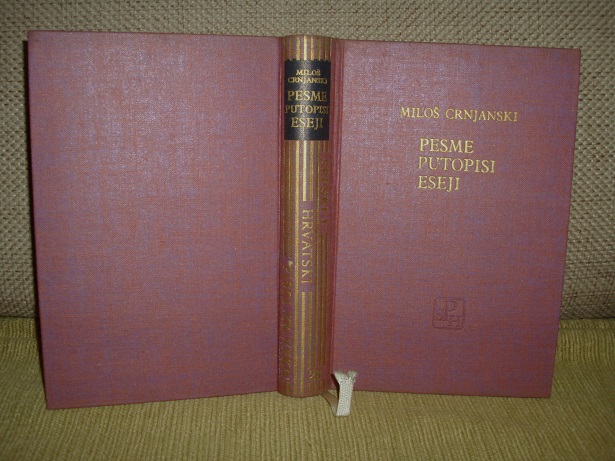 MILOŠ
CRNJANSKI
PESME
PUTOPISI
ESEJI
HRVATSKI
MILOŠ CRNJANSKI
PESME
PUTOPISI
ESEJI